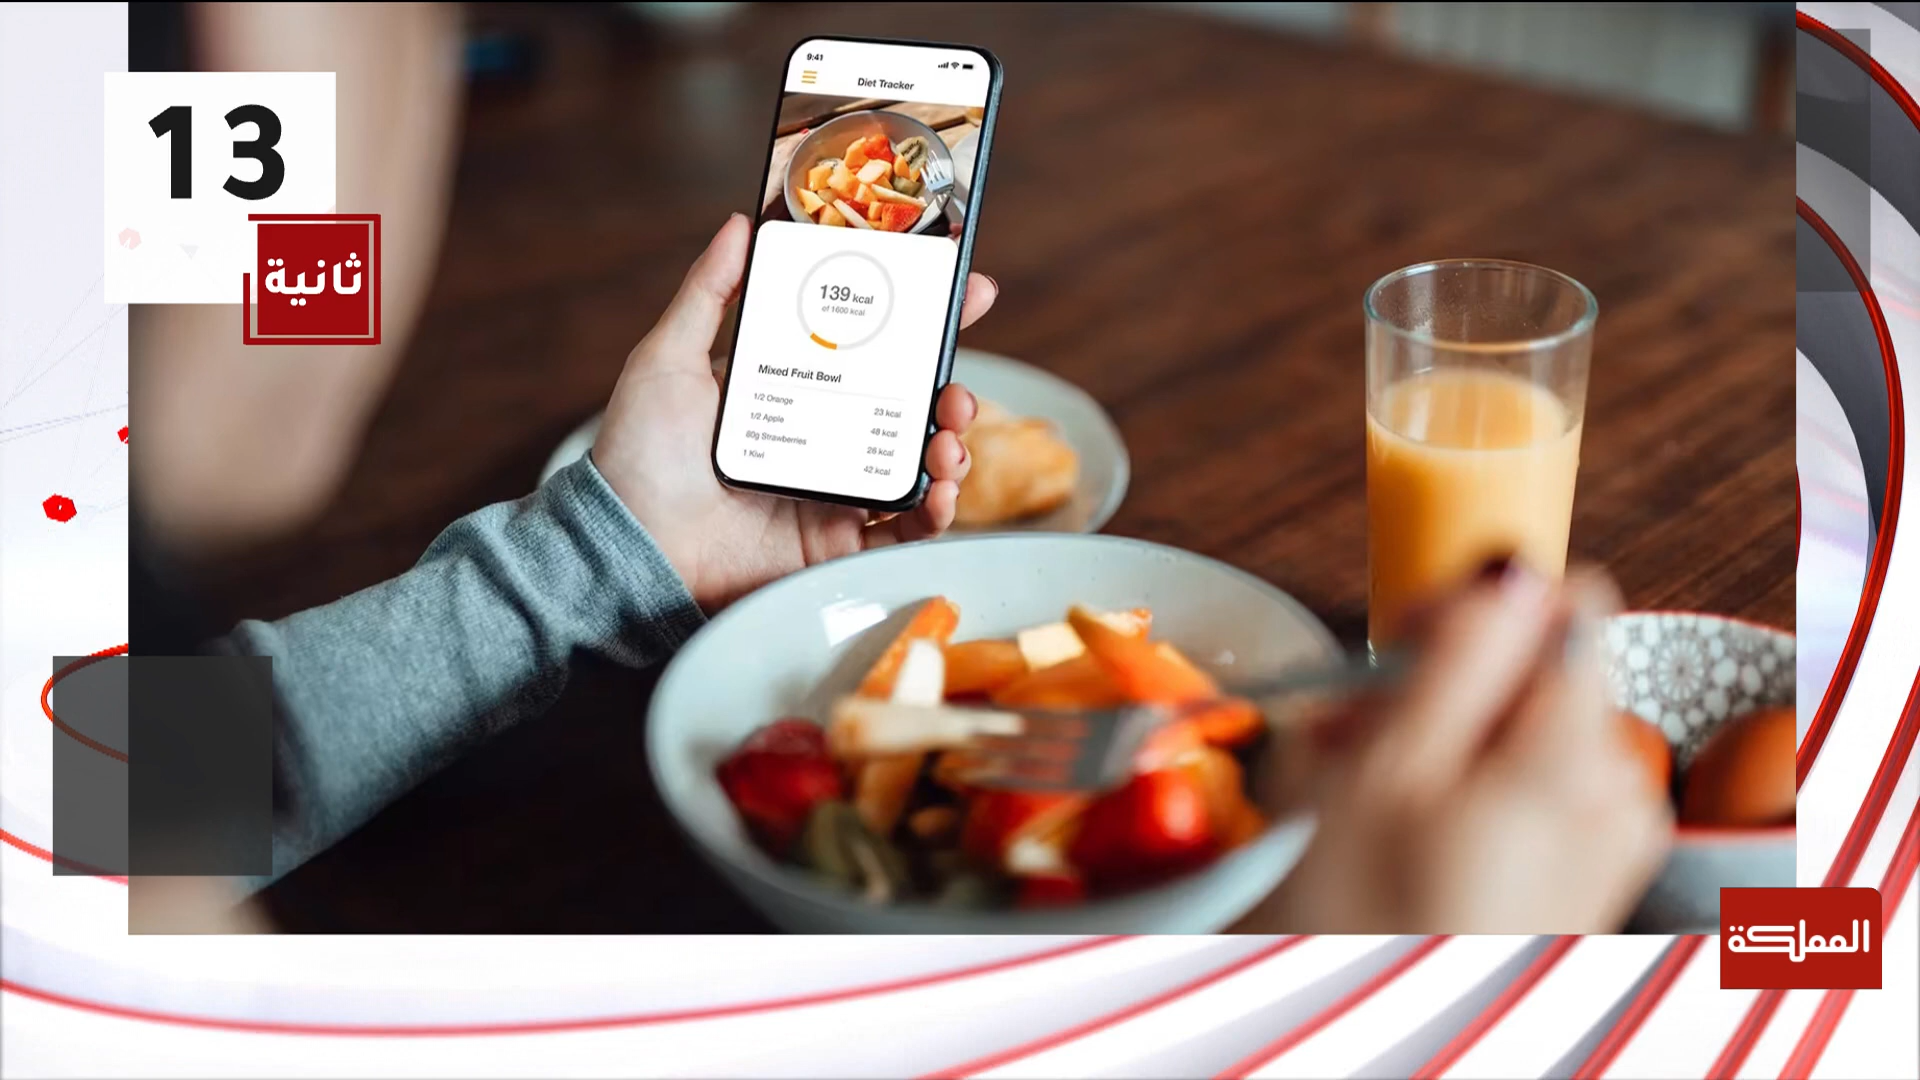 13
ثانية
9:41
Diet Tracker
139 kcal
of 1600 kcal
Mixed Fruit Bowl
1/2 Orange 23 kcal
1/2 Apple 48 kcal
80g Strawberries 26 kcal
1 Kiwi 42 kcal
المملكة